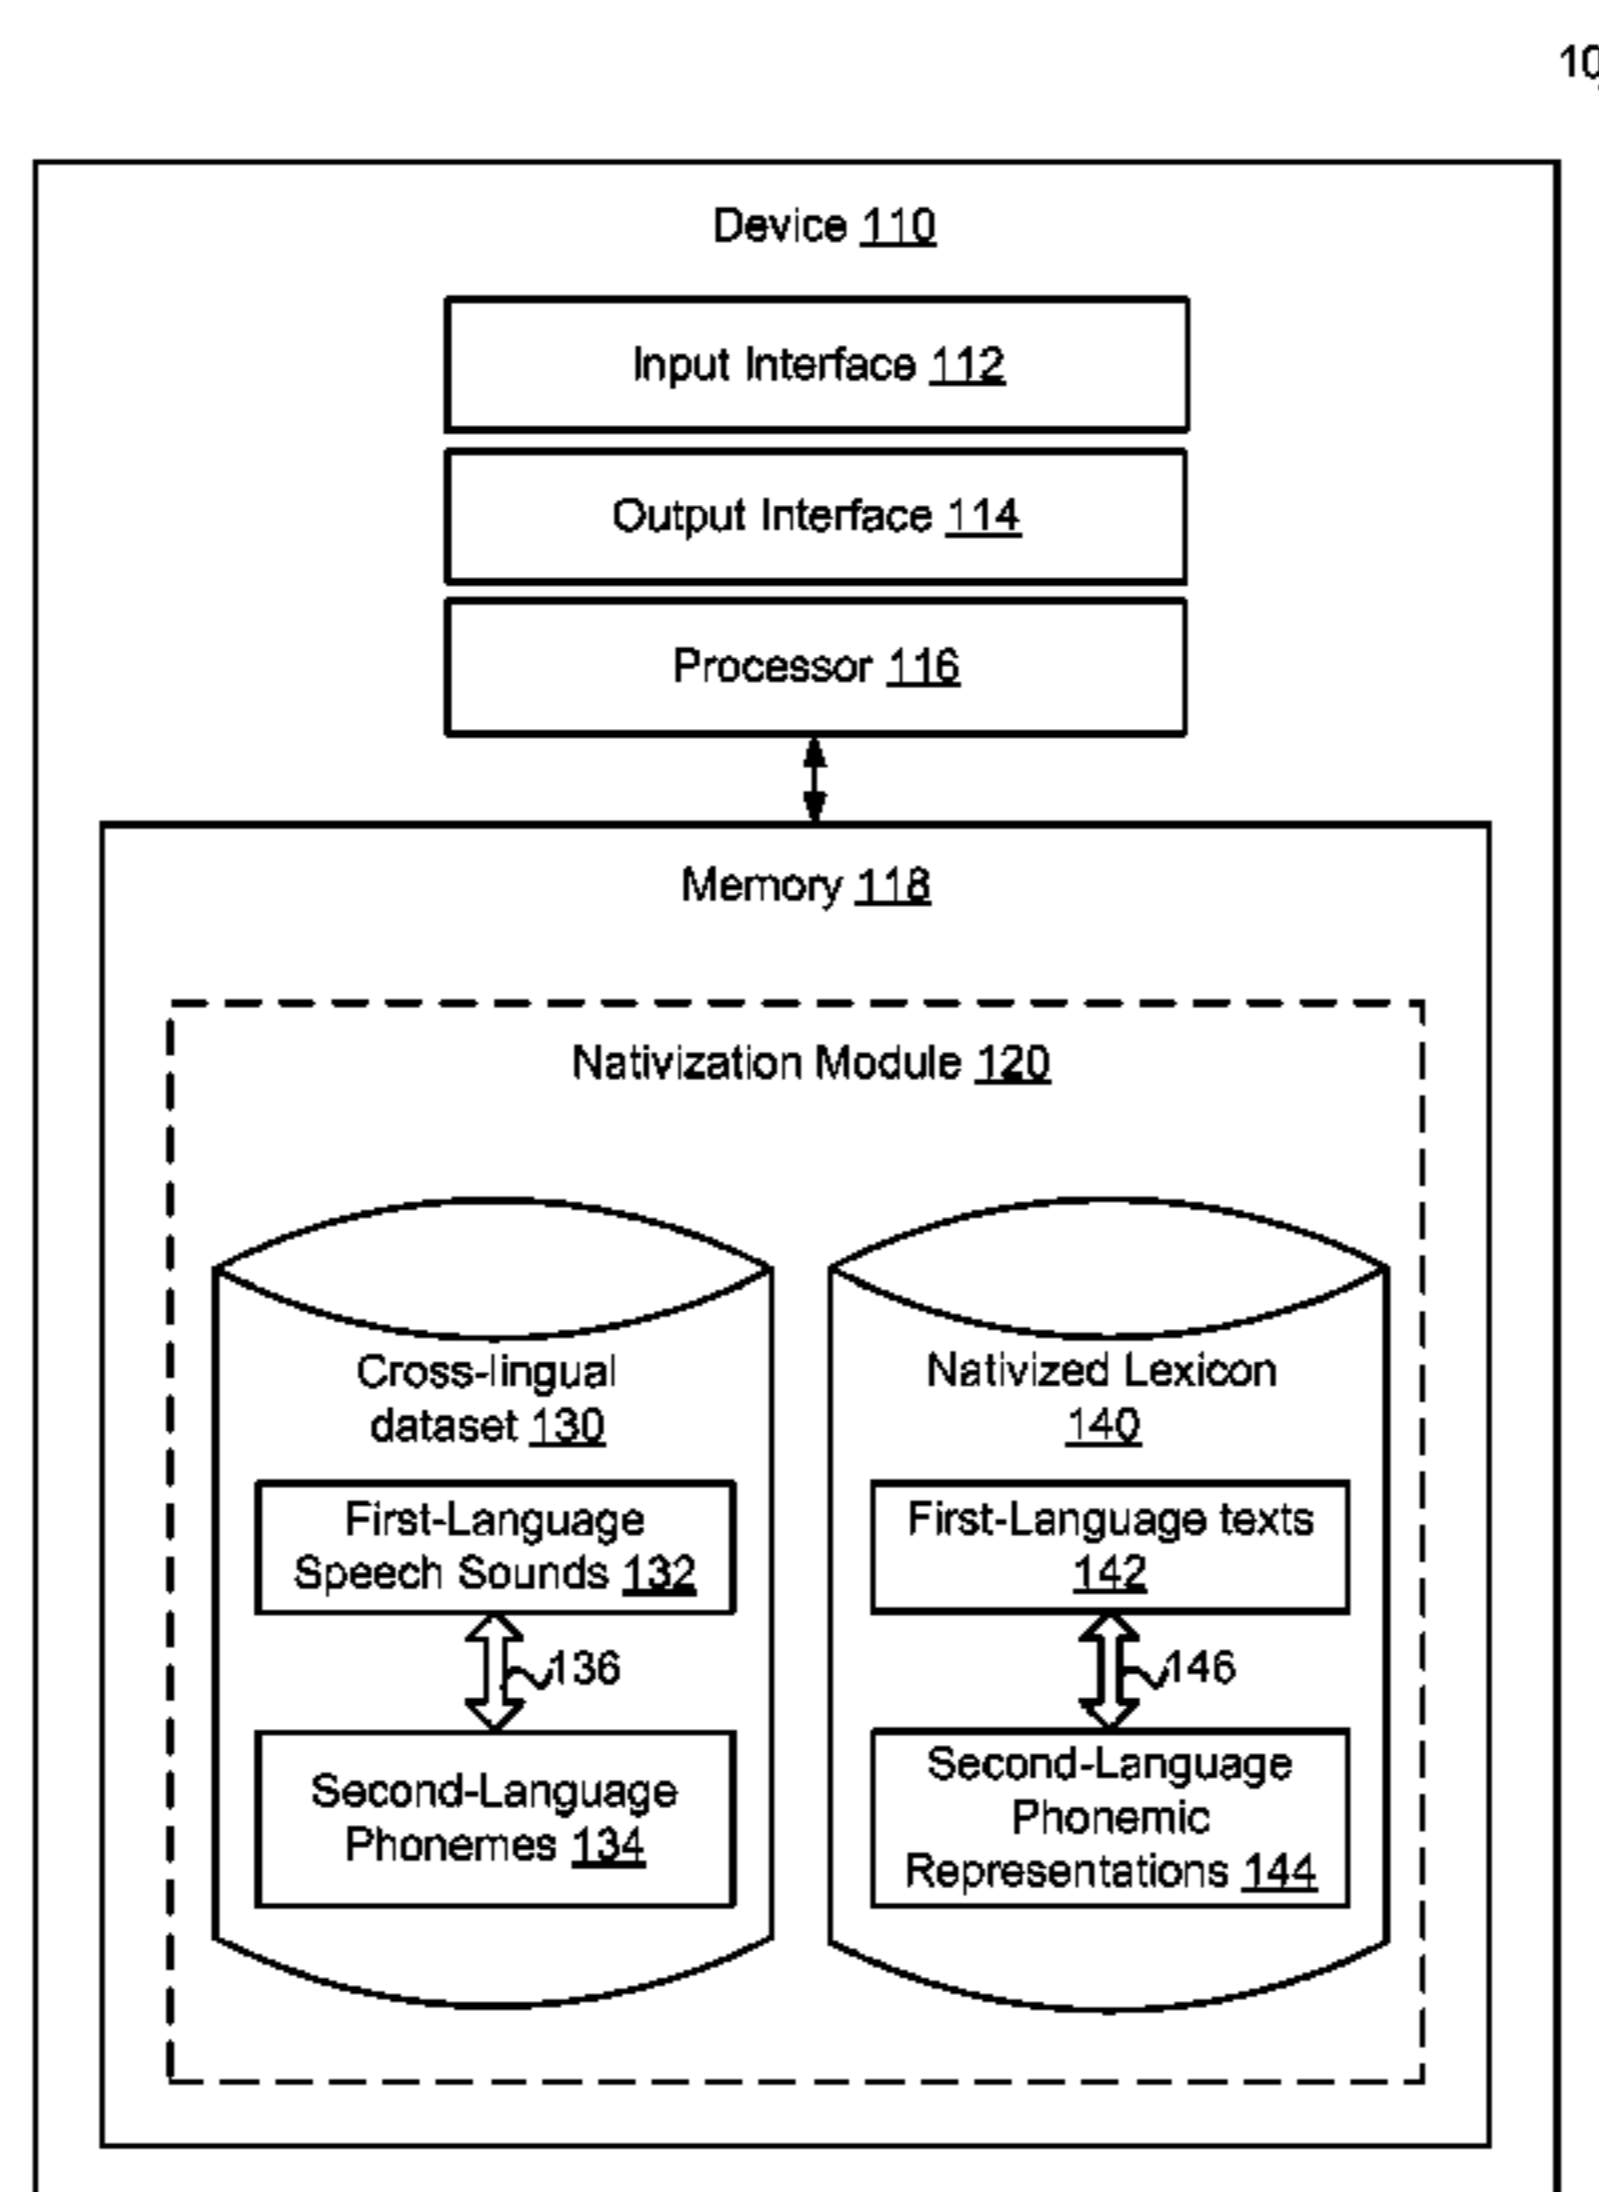 Device 110
Input Interface 112
Output Interface 114
Processor 116
Memory 118
Nativization Module 120
Cross-lingual
dataset 130
First-Language
Speech Sounds 132
136
Second-Language
Phonemes 134
Nativized Lexicon
140
First-Language texts
142
146
Second-Language
Phonemic
Representations 144